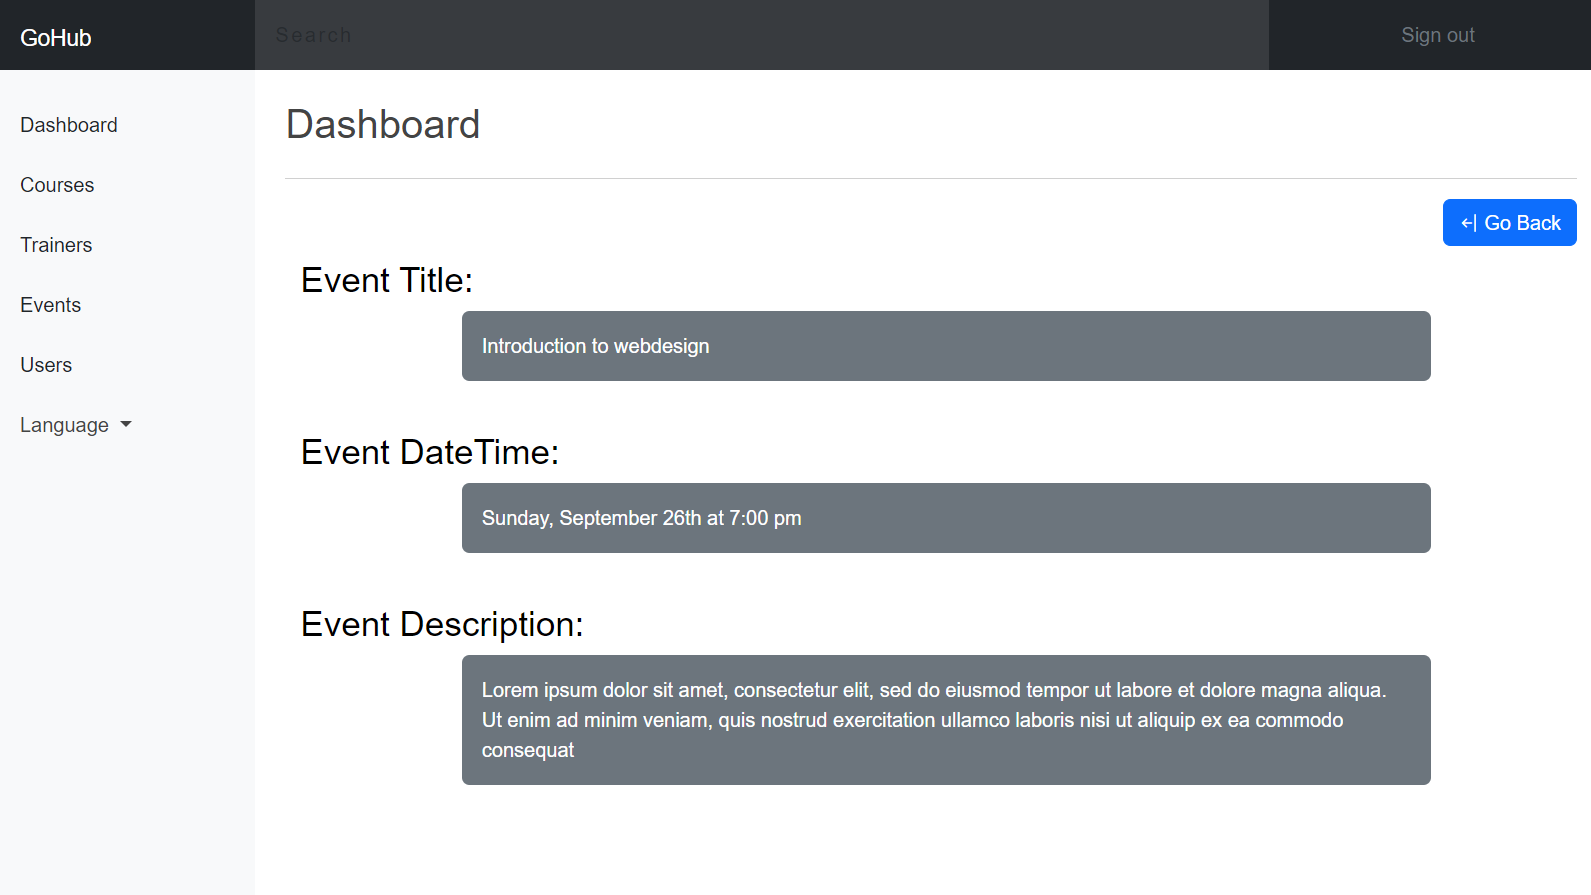 GoHub
Search
Sign out
Dashboard
Courses
Trainers
Events
Users
Language
Dashboard
Go Back
Event Title:
Introduction to webdesign
Event DateTime:
Sunday, September 26th at 7:00 pm
Event Description:
Lorem ipsum dolor sit amet, consectetur elit, sed do eiusmod tempor ut labore et dolore magna aliqua.
Ut enim ad minim veniam, quis nostrud exercitation ullamco laboris nisi ut aliquip ex ea commodo
consequat